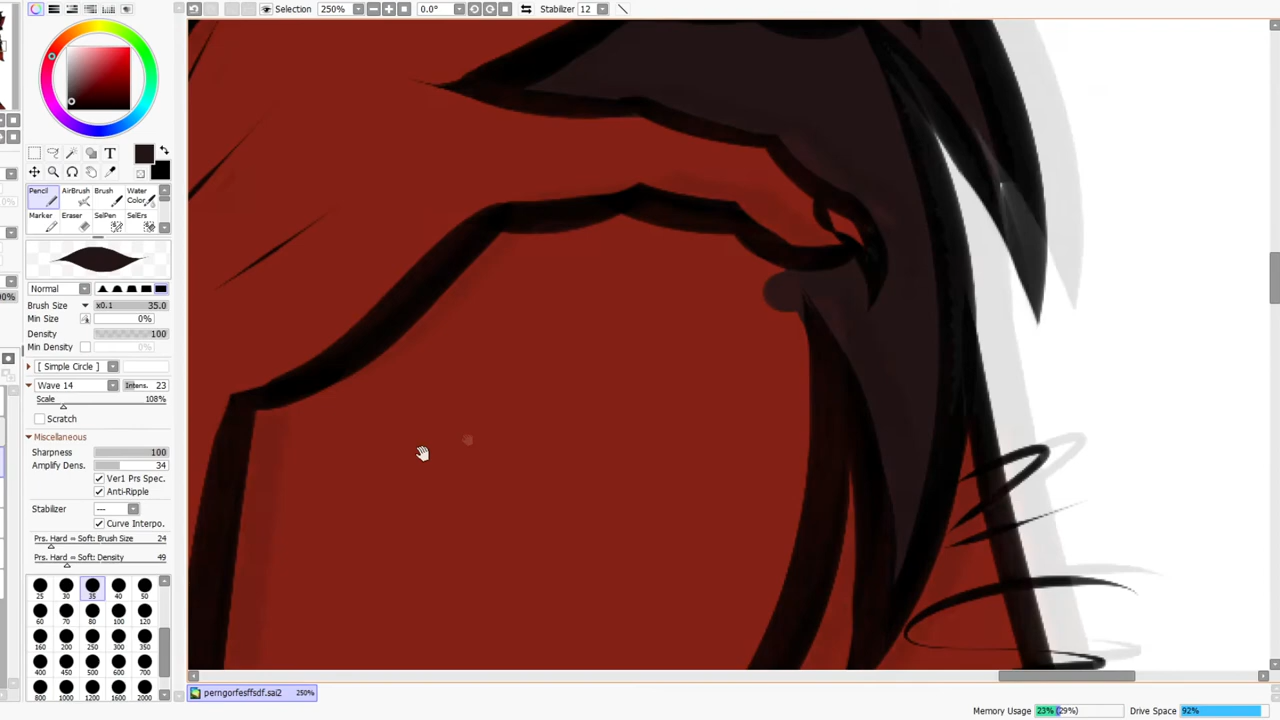 Selection 250% 0.0° Stabilizer 12
T
Pencil AirBrush Brush Water Color
Marker Eraser SelPen SelErs
Normal
Brush Size x0.1 35.0
Min Size 0%
Density 100
Min Density 0%
[ Simple Circle ]
Wave 14 Intens. 23
Scale 108%
Scratch
Miscellaneous
Sharpness 100
Amplify Dens. 34
Ver1 Prs Spec.
Anti-Ripple
Stabilizer ---
Curve Interpo.
Prs. Hard ⇔ Soft: Brush Size 24
Prs. Hard ⇔ Soft: Density 49
25 30 35 40 50
60 70 80 100 120
160 200 250 300 350
400 450 500 600 700
800 1000 1200 1600 2000
perngorfesffsdf.sai2 250%
Memory Usage 23% (29%) Drive Space 92%